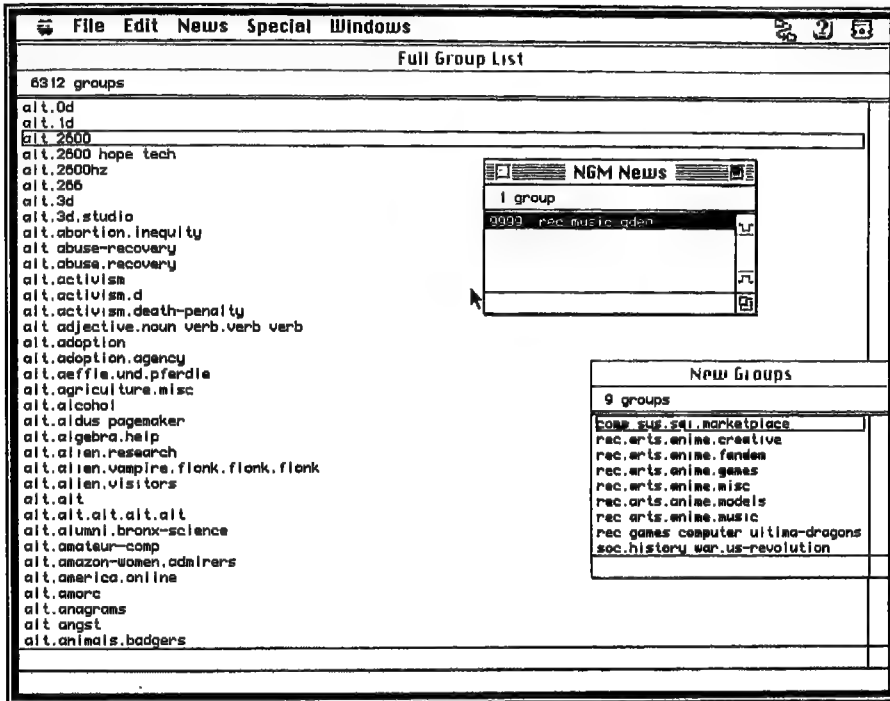 File Edit News Special Windows
Full Group List
6312 groups
alt.0d
alt.1d
alt 2600
alt.2600 hope tech
alt.2600hz
alt.266
alt.3d
alt.3d.studio
alt.abortion.inequity
alt abuse-recovery
alt.abuse.recovery
alt.activism
alt.activism.d
alt.activism.death-penalty
alt adjective.noun verb.verb verb
alt.adoption
alt.adoption.agency
alt.aeffle.und.pferdle
alt.agriculture.misc
alt.alcohol
alt.aldus pagemaker
alt.algebra.help
alt.alien.research
alt.alien.vampire.flonk.flonk.flonk
alt.alien.visitors
alt.alt
alt.alt.alt.alt.alt
alt.alumni.bronx-science
alt.amateur-comp
alt.amazon-women.admirers
alt.america.online
alt.amorc
alt.anagrams
alt angst
alt.animals.badgers
NGM News
1 group
9999 rec music gdead
New Groups
9 groups
comp sys.sgi.marketplace
rec.arts.anime.creative
rec.arts.anime.fandom
rec.arts.anime.games
rec.arts.anime.misc
rec.arts.anime.models
rec arts.anime.music
rec games computer ultima-dragons
soc.history war.us-revolution